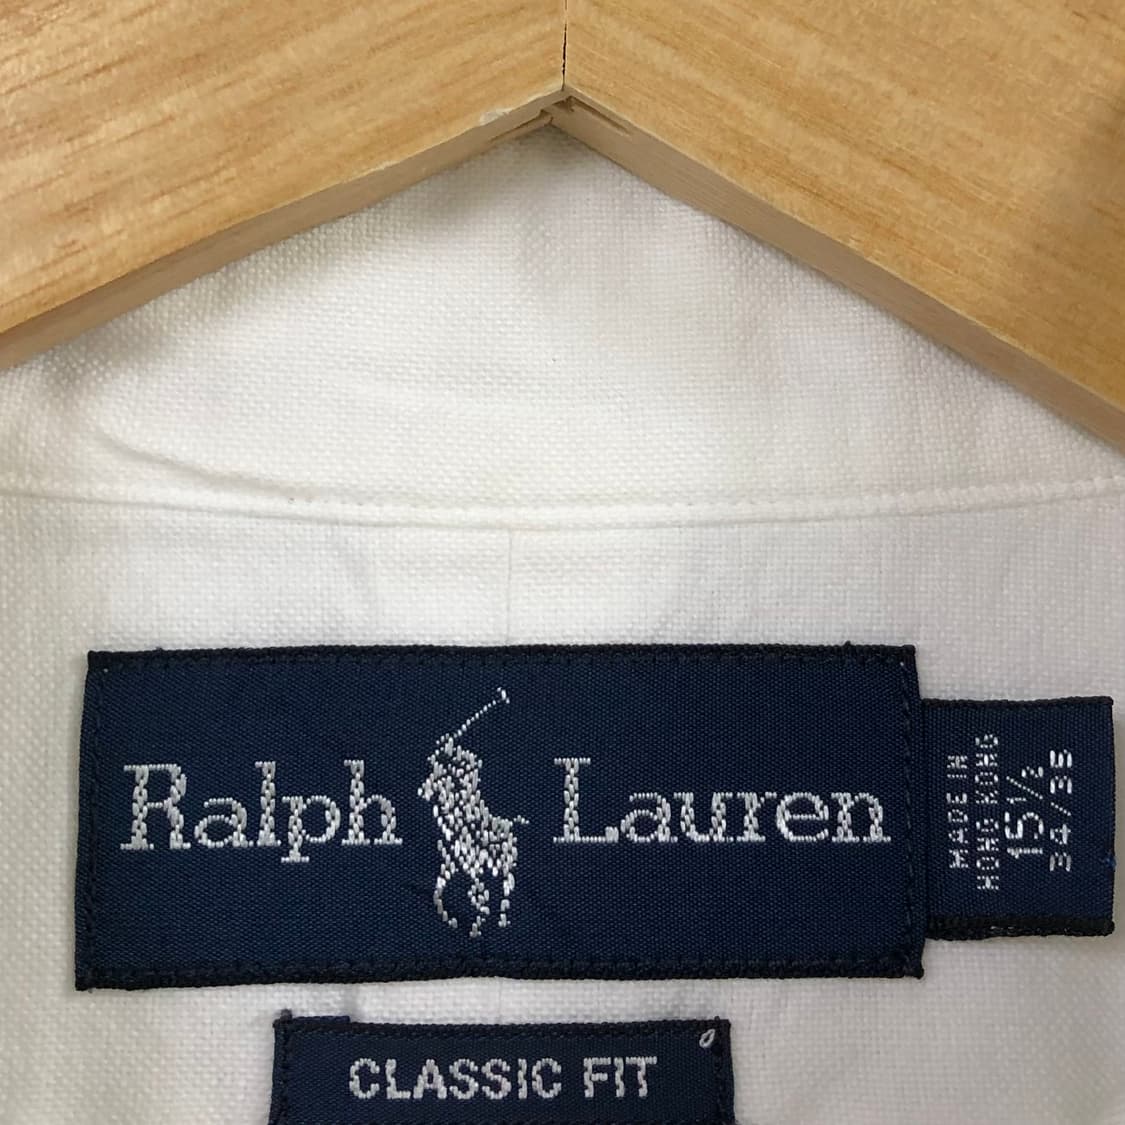 Ralph Lauren
MADE IN
HONG KONG
15 1/2
34/35
CLASSIC FIT